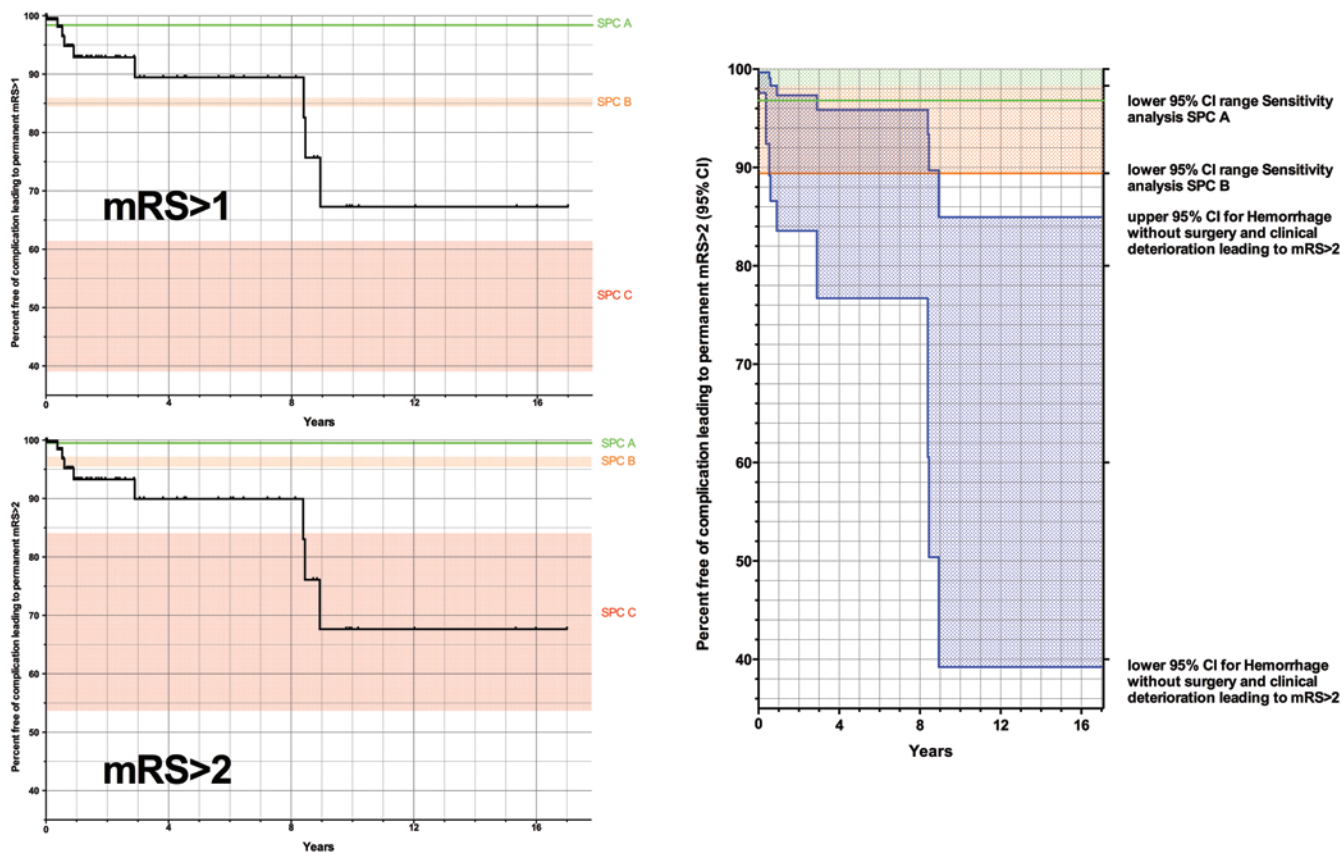 Percent free of complication leading to permanent mRS>1
100
90
80
70
60
50
40
SPC A
SPC B
SPC C
mRS>1
0
4
8
12
16
Years
Percent free of complication leading to permanent mRS>2
100
90
80
70
60
50
40
SPC A
SPC B
SPC C
mRS>2
0
4
8
12
16
Years
Percent free of complication leading to permanent mRS>2 (95% CI)
100
90
80
70
60
50
40
0
4
8
12
16
Years
lower 95% CI range Sensitivity
analysis SPC A
lower 95% CI range Sensitivity
analysis SPC B
upper 95% CI for Hemorrhage
without surgery and clinical
deterioration leading to mRS>2
lower 95% CI for Hemorrhage
without surgery and clinical
deterioration leading to mRS>2